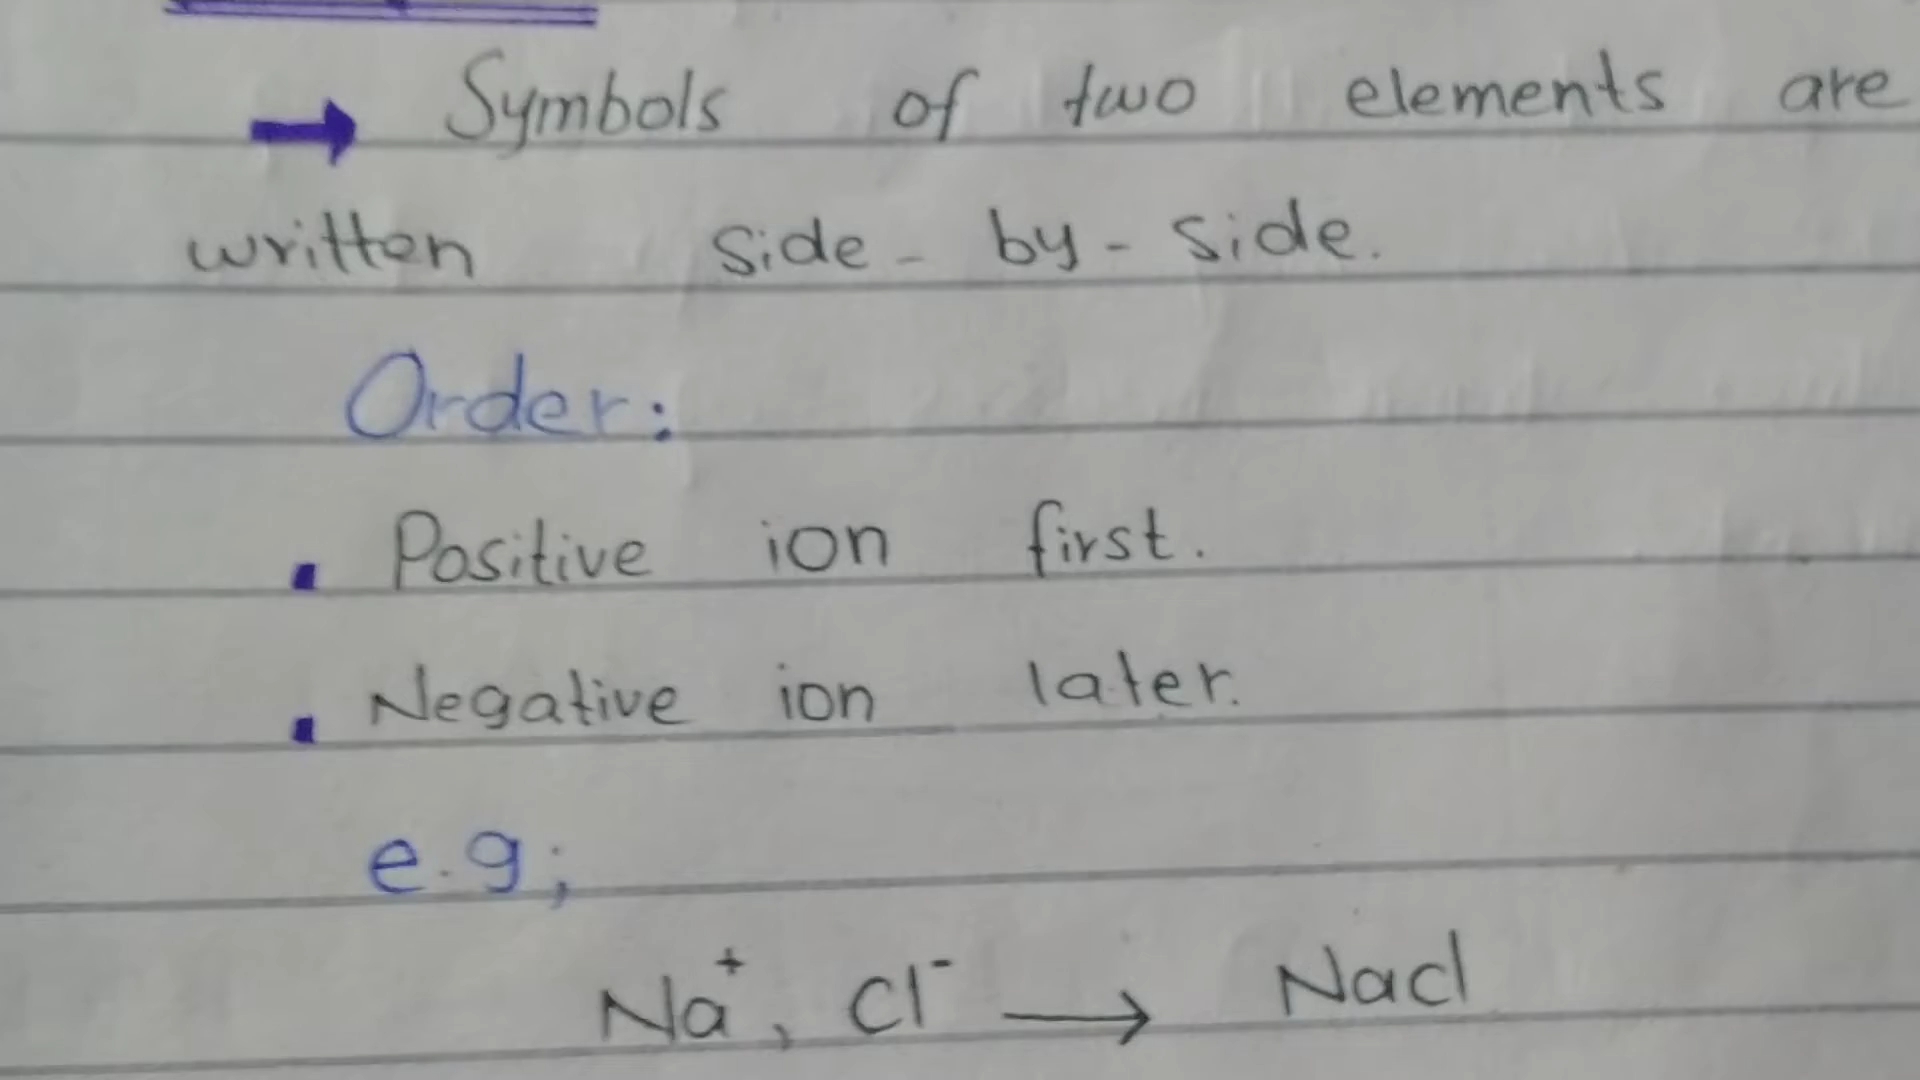 → Symbols of two elements are
written side-by-side.
Order:
▪ Positive ion first.
▪ Negative ion later.
e.g;
Na⁺, Cl⁻ → Nacl